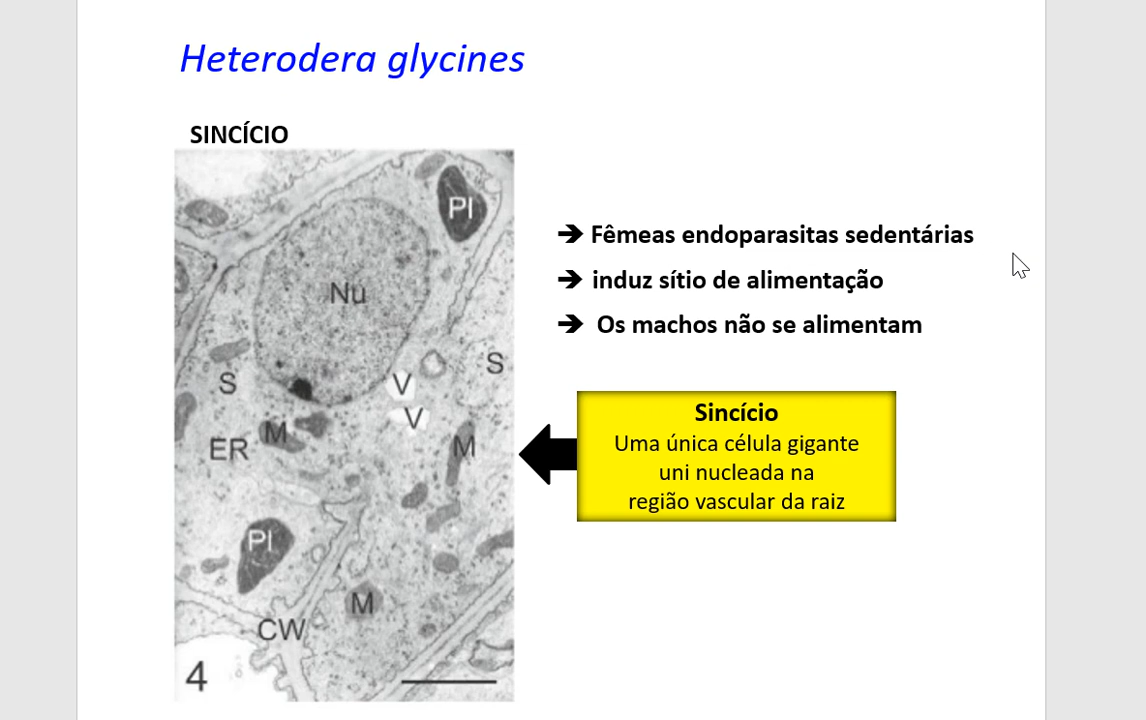 Heterodera glycines
SINCÍCIO
Pl
Nu
S
S
V
V
M
ER
M
Pl
M
CW
4
➔ Fêmeas endoparasitas sedentárias
➔ induz sítio de alimentação
➔ Os machos não se alimentam
Sincício
Uma única célula gigante
uni nucleada na
região vascular da raiz